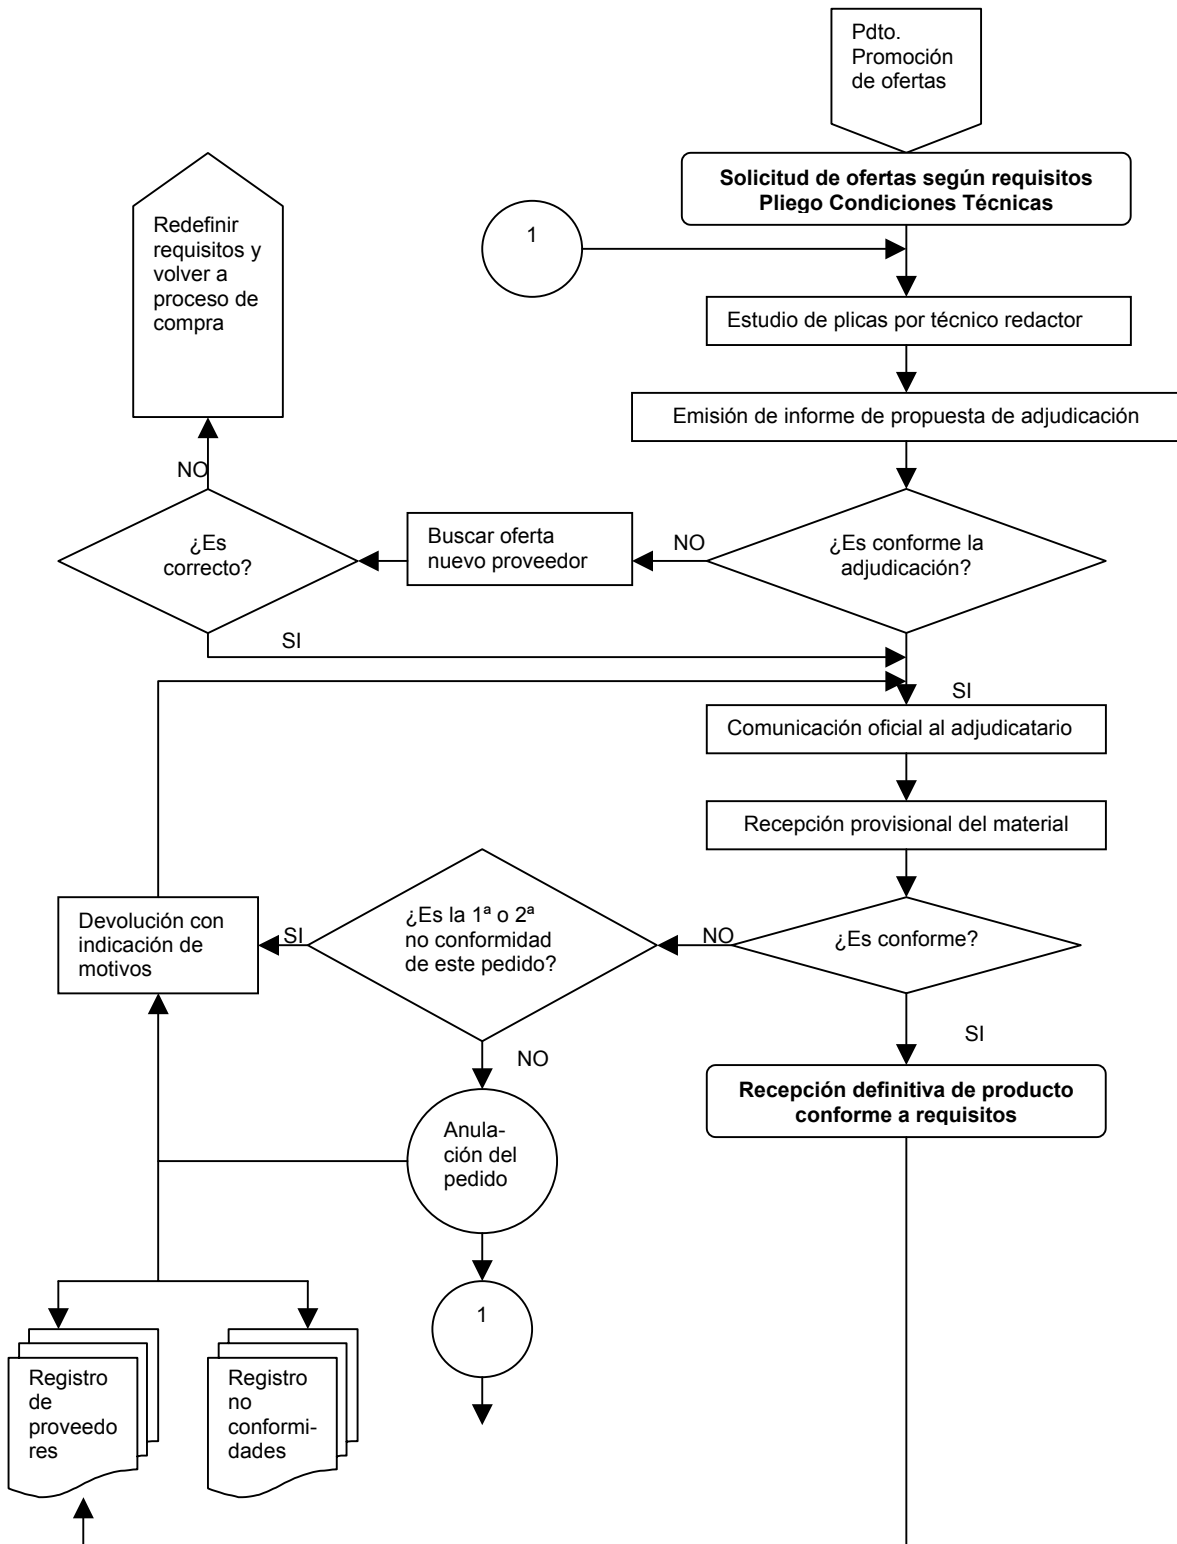 Pdto.
Promoción
de ofertas
Solicitud de ofertas según requisitos
Pliego Condiciones Técnicas
Redefinir
requisitos y
volver a
proceso de
compra
1
Estudio de plicas por técnico redactor
Emisión de informe de propuesta de adjudicación
NO
¿Es
correcto?
Buscar oferta
nuevo proveedor
NO
¿Es conforme la
adjudicación?
SI
SI
Comunicación oficial al adjudicatario
Recepción provisional del material
Devolución con
indicación de
motivos
SI
¿Es la 1ª o 2ª
no conformidad
de este pedido?
NO
¿Es conforme?
SI
NO
Recepción definitiva de producto
conforme a requisitos
Anula-
ción del
pedido
1
Registro
de
proveedo
res
Registro
no
conformi-
dades